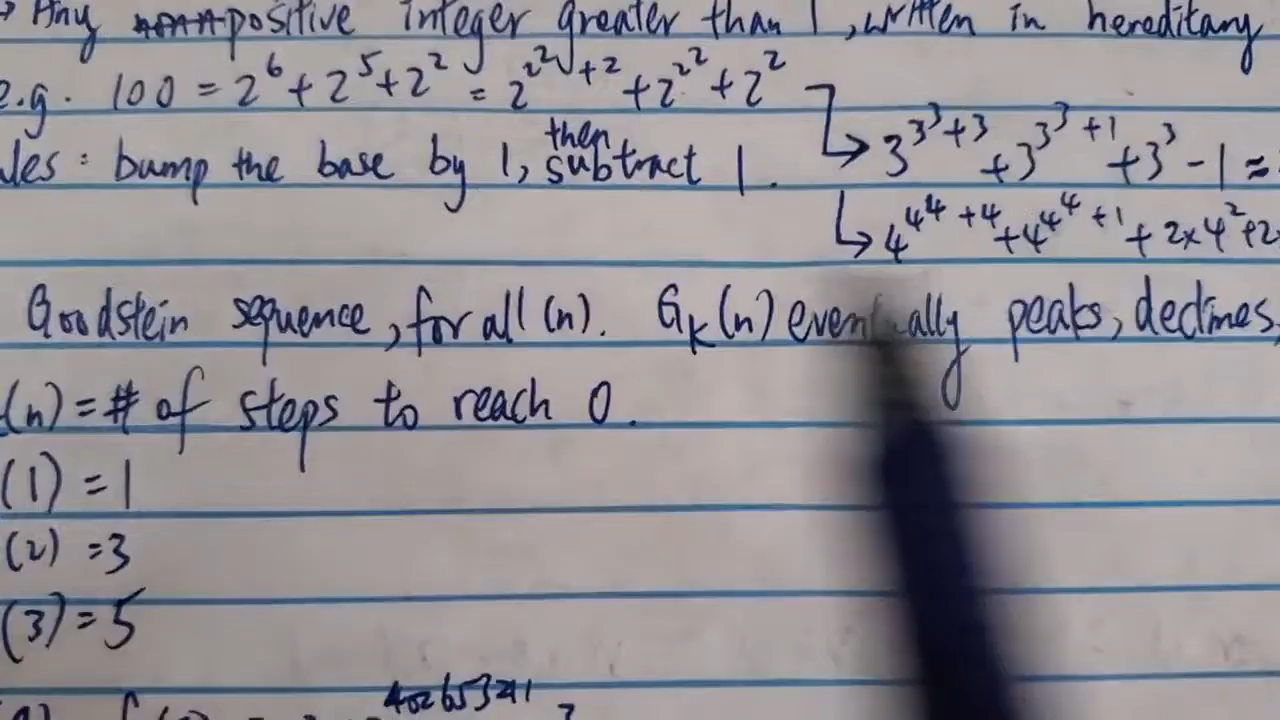 Any positive integer greater than 1, written in hereditary
e.g. 100 = 2^6 + 2^5 + 2^2 = 2^{2^2+2} + 2^{2^2} + 2^2
→ 3^{3^3+3} + 3^{3^3+1} + 3^3 - 1 =
les: bump the base by 1, then subtract 1.
→ 4^{4^4+4} + 4^{4^4+1} + 2×4^2 + 2
Goodstein sequence, for all (n). G_k(n) eventually peaks, declines,
(n) = # of steps to reach 0.
(1) = 1
(2) = 3
(3) = 5
402653211